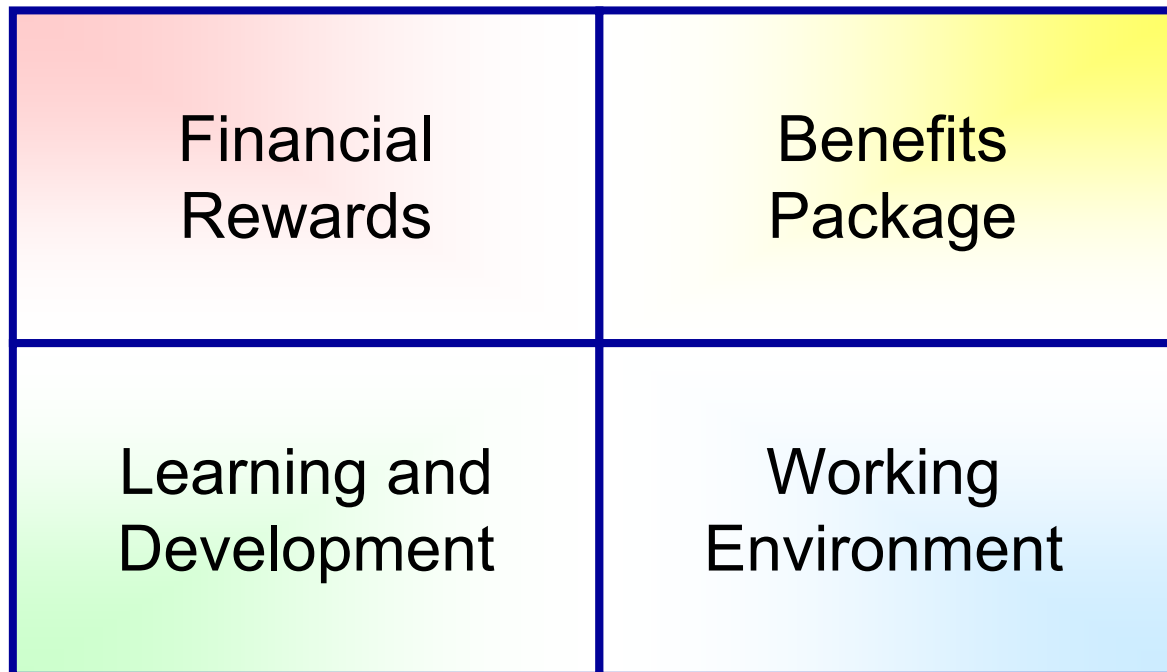 Financial
Rewards
Benefits
Package
Learning and
Development
Working
Environment